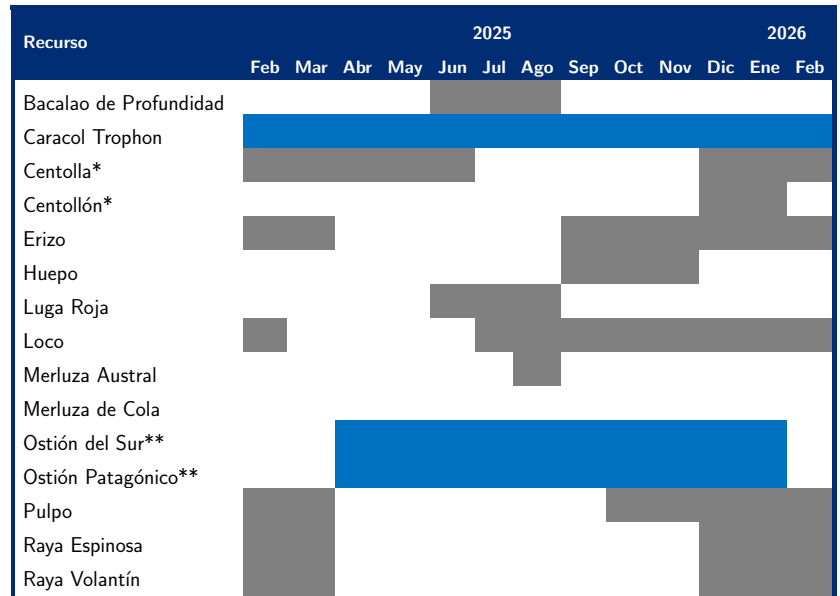 Recurso 2025 2026
Feb Mar Abr May Jun Jul Ago Sep Oct Nov Dic Ene Feb
Bacalao de Profundidad
Caracol Trophon
Centolla*
Centollón*
Erizo
Huepo
Luga Roja
Loco
Merluza Austral
Merluza de Cola
Ostión del Sur**
Ostión Patagónico**
Pulpo
Raya Espinosa
Raya Volantín